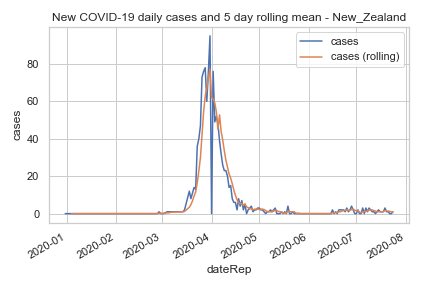 New COVID-19 daily cases and 5 day rolling mean - New_Zealand
cases
cases (rolling)
cases
80
60
40
20
0
2020-01
2020-02
2020-03
2020-04
2020-05
2020-06
2020-07
2020-08
dateRep